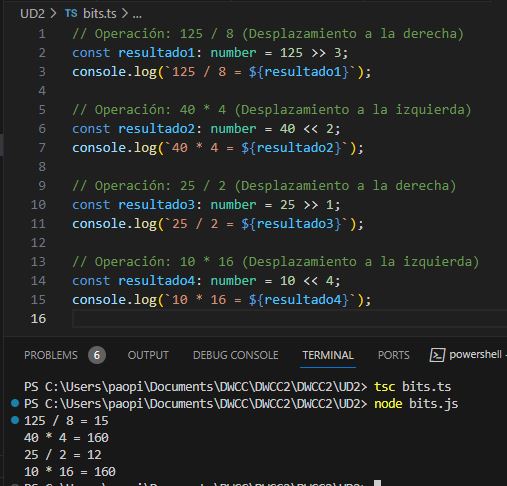 UD2 > TS bits.ts > ...
1 // Operación: 125 / 8 (Desplazamiento a la derecha)
2 const resultado1: number = 125 >> 3;
3 console.log(`125 / 8 = ${resultado1}`);
4
5 // Operación: 40 * 4 (Desplazamiento a la izquierda)
6 const resultado2: number = 40 << 2;
7 console.log(`40 * 4 = ${resultado2}`);
8
9 // Operación: 25 / 2 (Desplazamiento a la derecha)
10 const resultado3: number = 25 >> 1;
11 console.log(`25 / 2 = ${resultado3}`);
12
13 // Operación: 10 * 16 (Desplazamiento a la izquierda)
14 const resultado4: number = 10 << 4;
15 console.log(`10 * 16 = ${resultado4}`);
16
PROBLEMS 6 OUTPUT DEBUG CONSOLE TERMINAL PORTS powershell
PS C:\Users\paopi\Documents\DWCC\DWCC2\DWCC2\UD2> tsc bits.ts
PS C:\Users\paopi\Documents\DWCC\DWCC2\DWCC2\UD2> node bits.js
125 / 8 = 15
40 * 4 = 160
25 / 2 = 12
10 * 16 = 160